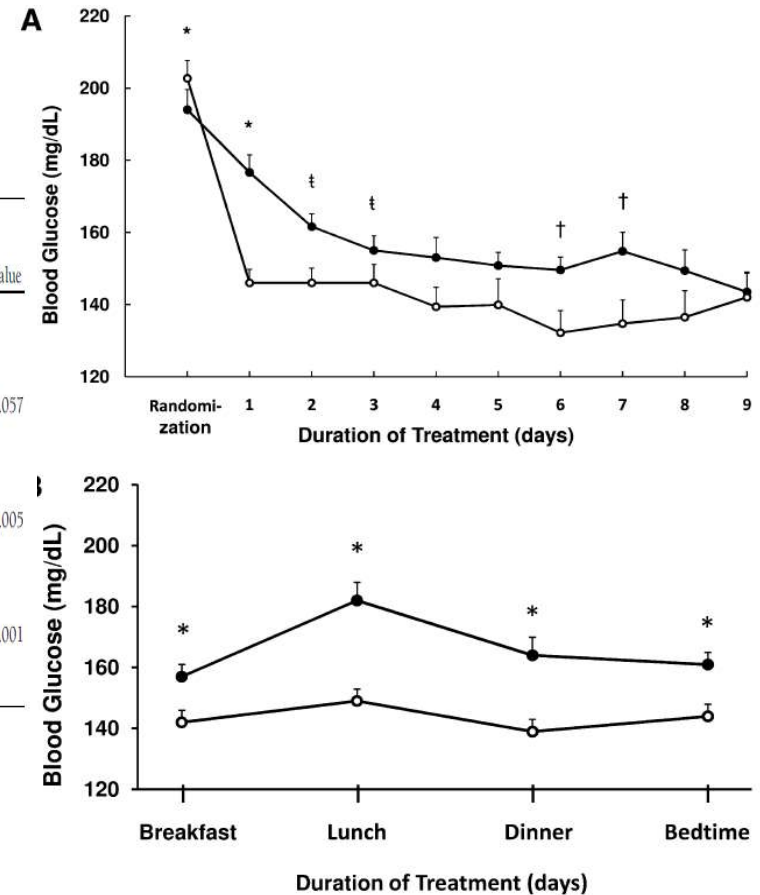 A
220
200
180
160
140
120
Blood Glucose (mg/dL)
*
*
‡
‡
†
†
Randomi-
zation
1 2 3 4 5 6 7 8 9
Duration of Treatment (days)
alue
.057
.005
.001
220
200
180
160
140
120
Blood Glucose (mg/dL)
* * * *
Breakfast Lunch Dinner Bedtime
Duration of Treatment (days)